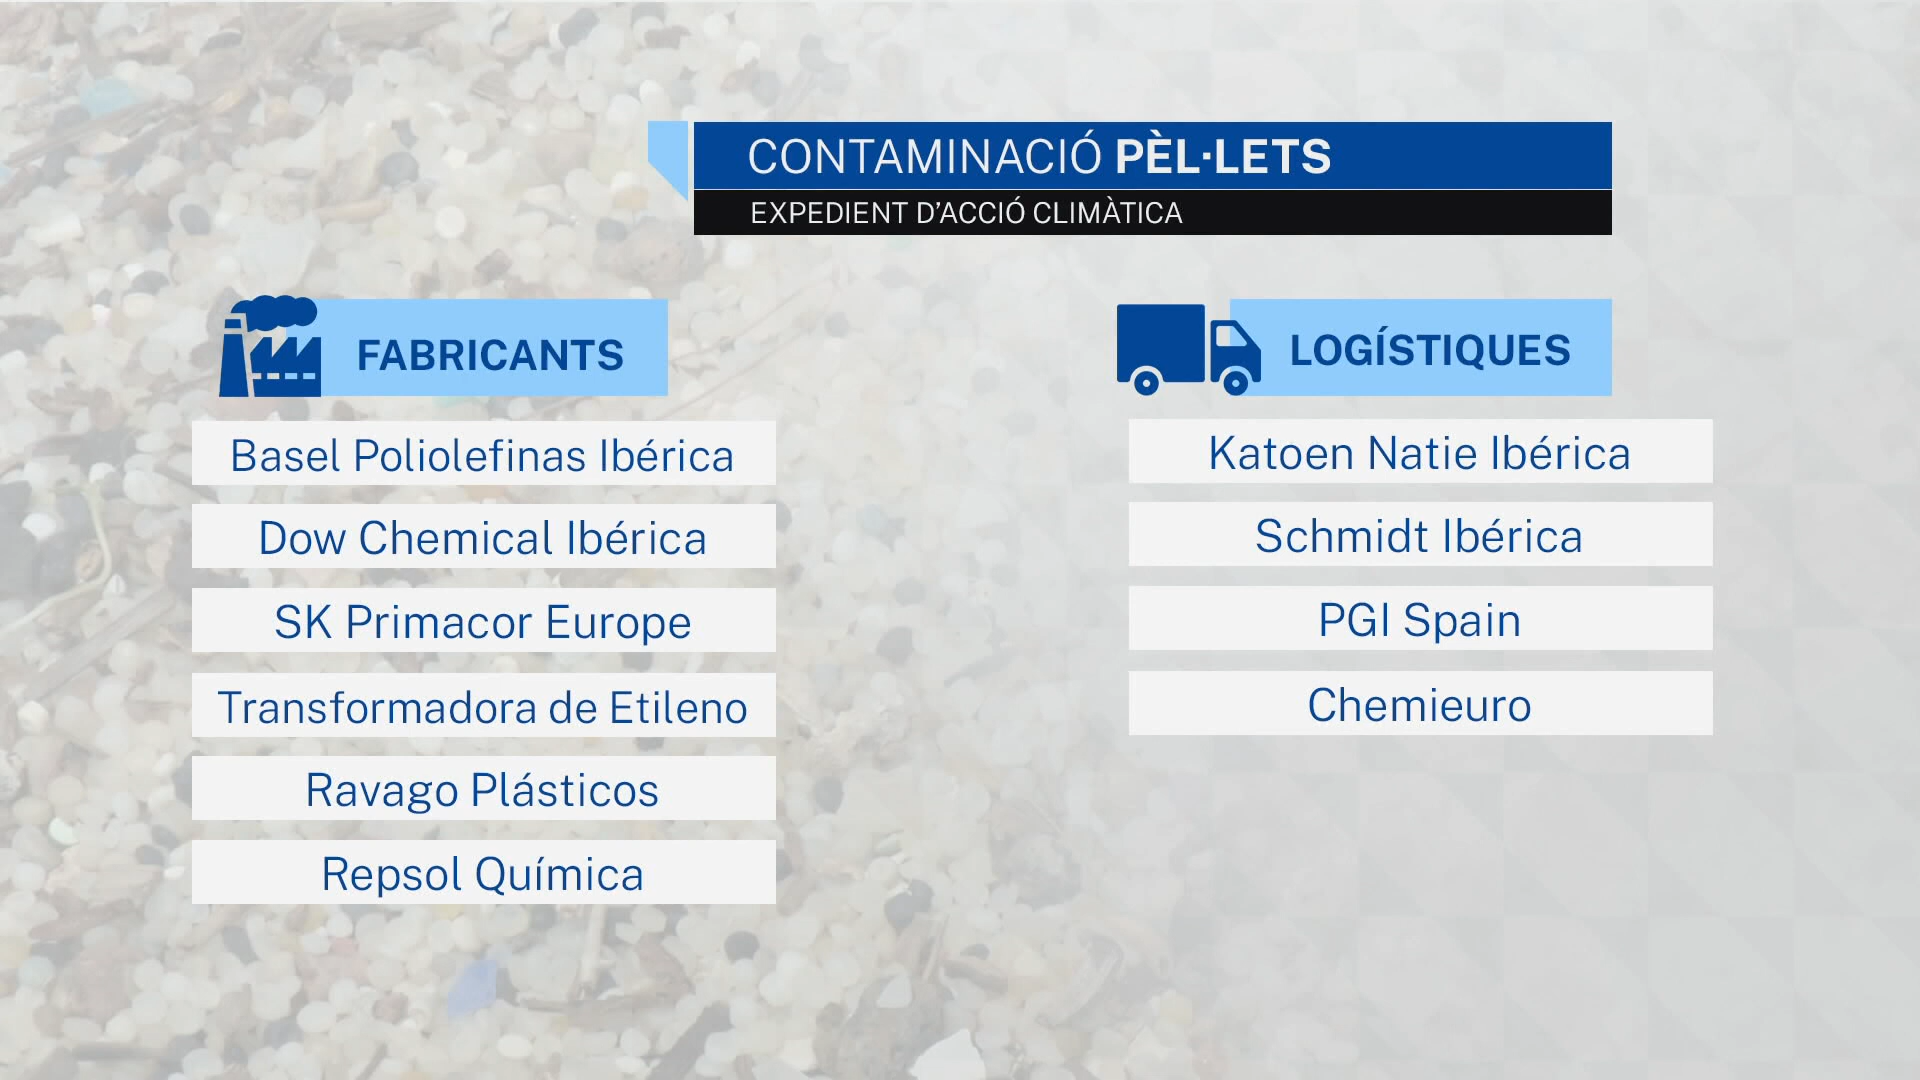 CONTAMINACIÓ PÈL·LETS
EXPEDIENT D'ACCIÓ CLIMÀTICA
FABRICANTS
Basel Poliolefinas Ibérica
Dow Chemical Ibérica
SK Primacor Europe
Transformadora de Etileno
Ravago Plásticos
Repsol Química
LOGÍSTIQUES
Katoen Natie Ibérica
Schmidt Ibérica
PGI Spain
Chemieuro